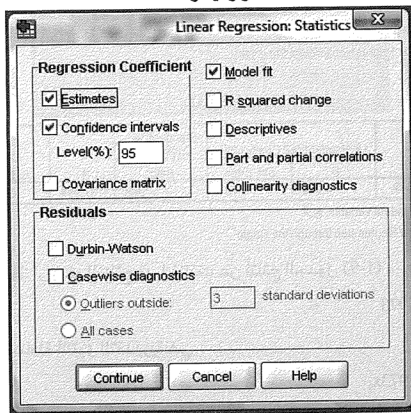 Linear Regression: Statistics
Regression Coefficient
Estimates
Confidence intervals
Level(%): 95
Covariance matrix
Model fit
R squared change
Descriptives
Part and partial correlations
Collinearity diagnostics
Residuals
Durbin-Watson
Casewise diagnostics
Outliers outside: 3 standard deviations
All cases
Continue Cancel Help